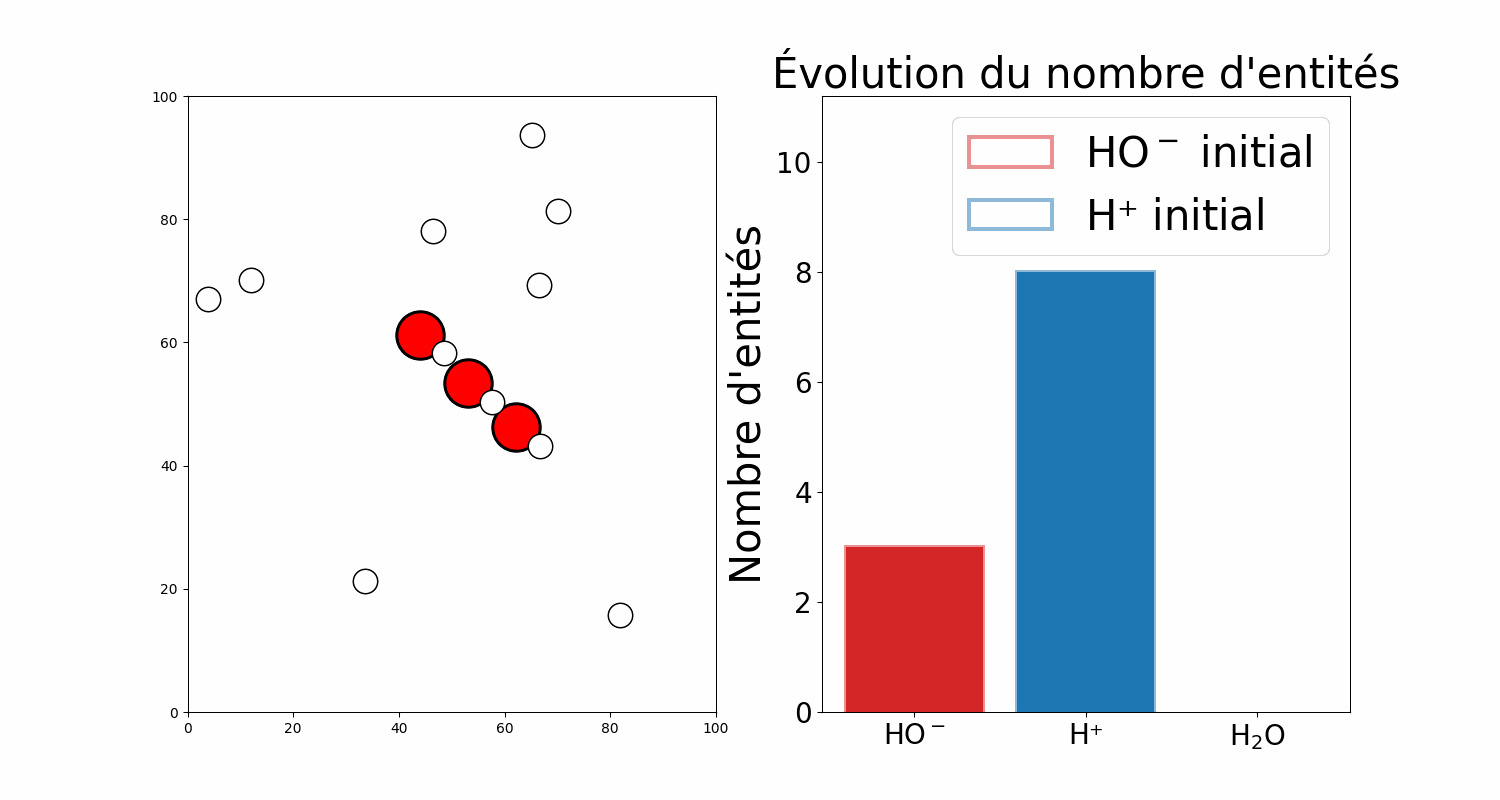 Évolution du nombre d'entités
100
80
60
40
20
0
0 20 40 60 80 100
Nombre d'entités
10
8
6
4
2
0
HO⁻ initial
H⁺ initial
HO⁻ H⁺ H₂O